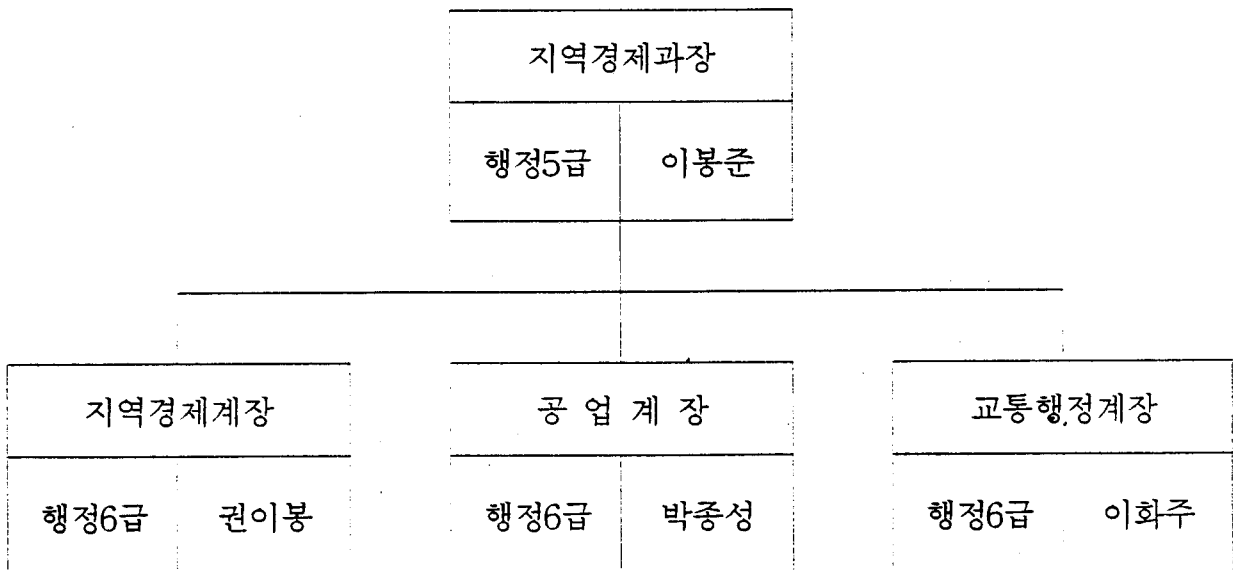 지역경제과장
행정5급 이봉준
지역경제계장 공 업 계 장 교통행정계장
행정6급 권이봉 행정6급 박종성 행정6급 이화주